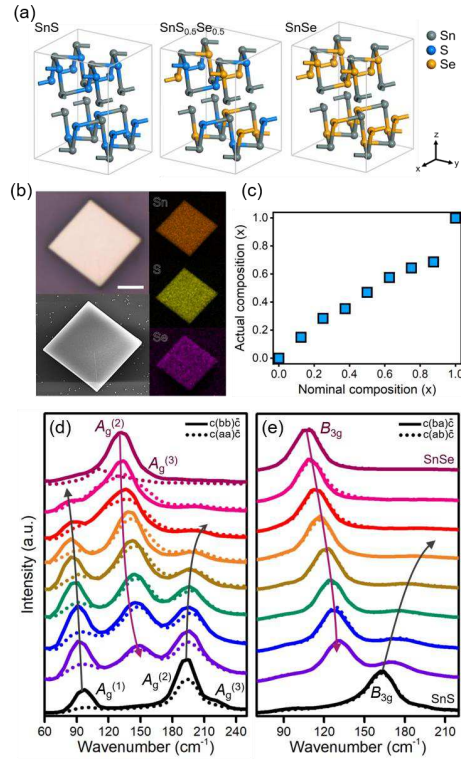 (a)
SnS
SnS0.5Se0.5
SnSe
Sn
S
Se
z
x
y
(b)
Sn
S
Se
(c)
Actual composition (x)
1.0
0.8
0.6
0.4
0.2
0.0
0.0 0.2 0.4 0.6 0.8 1.0
Nominal composition (x)
(d)
Ag(2)
c(bb)c̄
c(aa)c̄
Ag(3)
Intensity (a.u.)
Ag(1)
Ag(2)
Ag(3)
60 90 120 150 180 210 240
Wavenumber (cm-1)
(e)
B3g
c(ba)c̄
c(ab)c̄
SnSe
B3g
SnS
90 120 150 180 210
Wavenumber (cm-1)